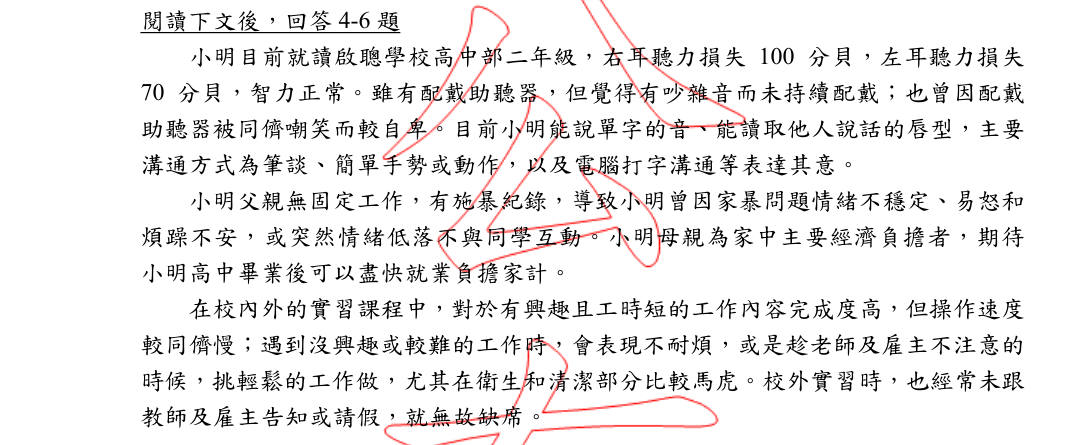 閱讀下文後，回答 4-6 題
小明目前就讀啟聰學校高中部二年級，右耳聽力損失 100 分貝，左耳聽力損失
70 分貝，智力正常。雖有配戴助聽器，但覺得有吵雜音而未持續配戴；也曾因配戴
助聽器被同儕嘲笑而較自卑。目前小明能說單字的音、能讀取他人說話的唇型，主要
溝通方式為筆談、簡單手勢或動作，以及電腦打字溝通等表達其意。
小明父親無固定工作，有施暴紀錄，導致小明曾因家暴問題情緒不穩定、易怒和
煩躁不安，或突然情緒低落不與同學互動。小明母親為家中主要經濟負擔者，期待
小明高中畢業後可以盡快就業負擔家計。
在校內外的實習課程中，對於有興趣且工時短的工作內容完成度高，但操作速度
較同儕慢；遇到沒興趣或較難的工作時，會表現不耐煩，或是趁老師及雇主不注意的
時候，挑輕鬆的工作做，尤其在衛生和清潔部分比較馬虎。校外實習時，也經常未跟
教師及雇主告知或請假，就無故缺席。